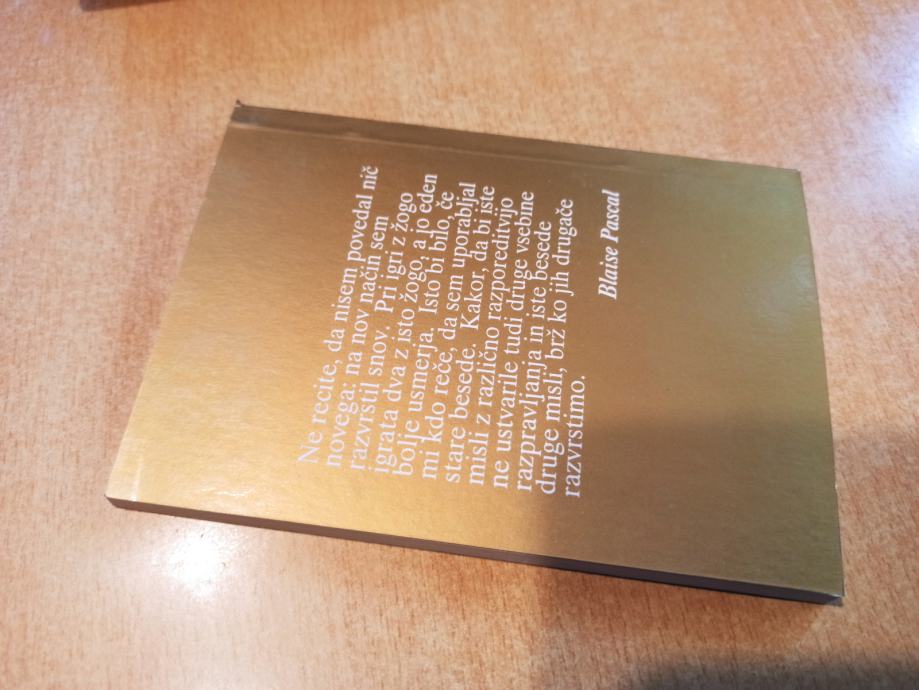 Ne recite, da nisem povedal nič
novega: na nov način sem
razvrstil snov. Pri igri z žogo
igrata dva z isto žogo, a jo eden
bolje usmerja. Isto bi bilo, če
mi kdo reče, da sem uporabljal
stare besede. Kakor, da bi iste
misli z različno razporeditvijo
ne ustvarile tudi druge vsebine
razpravljanja in iste besede
druge misli, brž ko jih drugače
razvrstimo.
Blaise Pascal